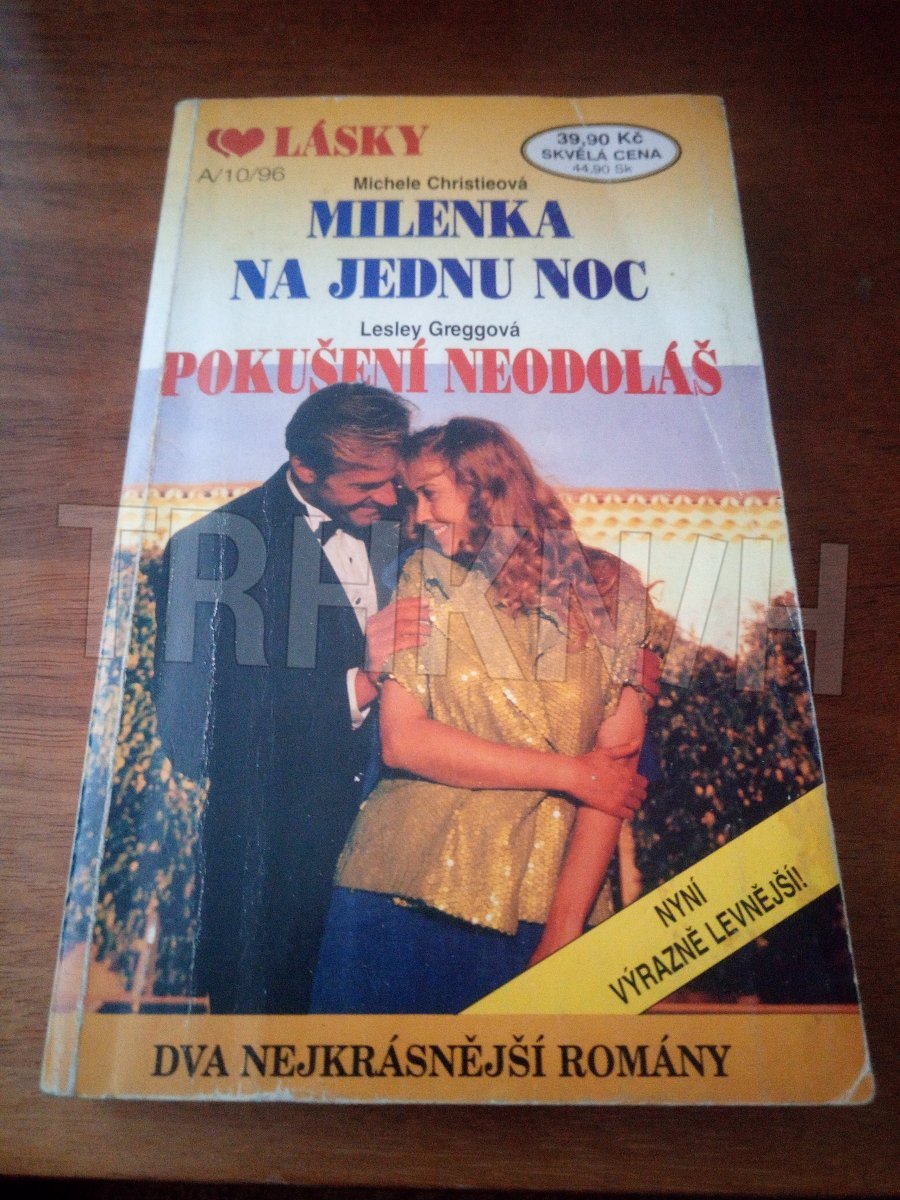 LÁSKY
A/10/96
39,90 Kč
SKVĚLÁ CENA
44,90 Sk
Michele Christieová
MILENKA
NA JEDNU NOC
Lesley Greggová
POKUŠENÍ NEODOLÁŠ
TRHKNIH
NYNÍ
VÝRAZNĚ LEVNĚJŠÍ!
DVA NEJKRÁSNĚJŠÍ ROMÁNY